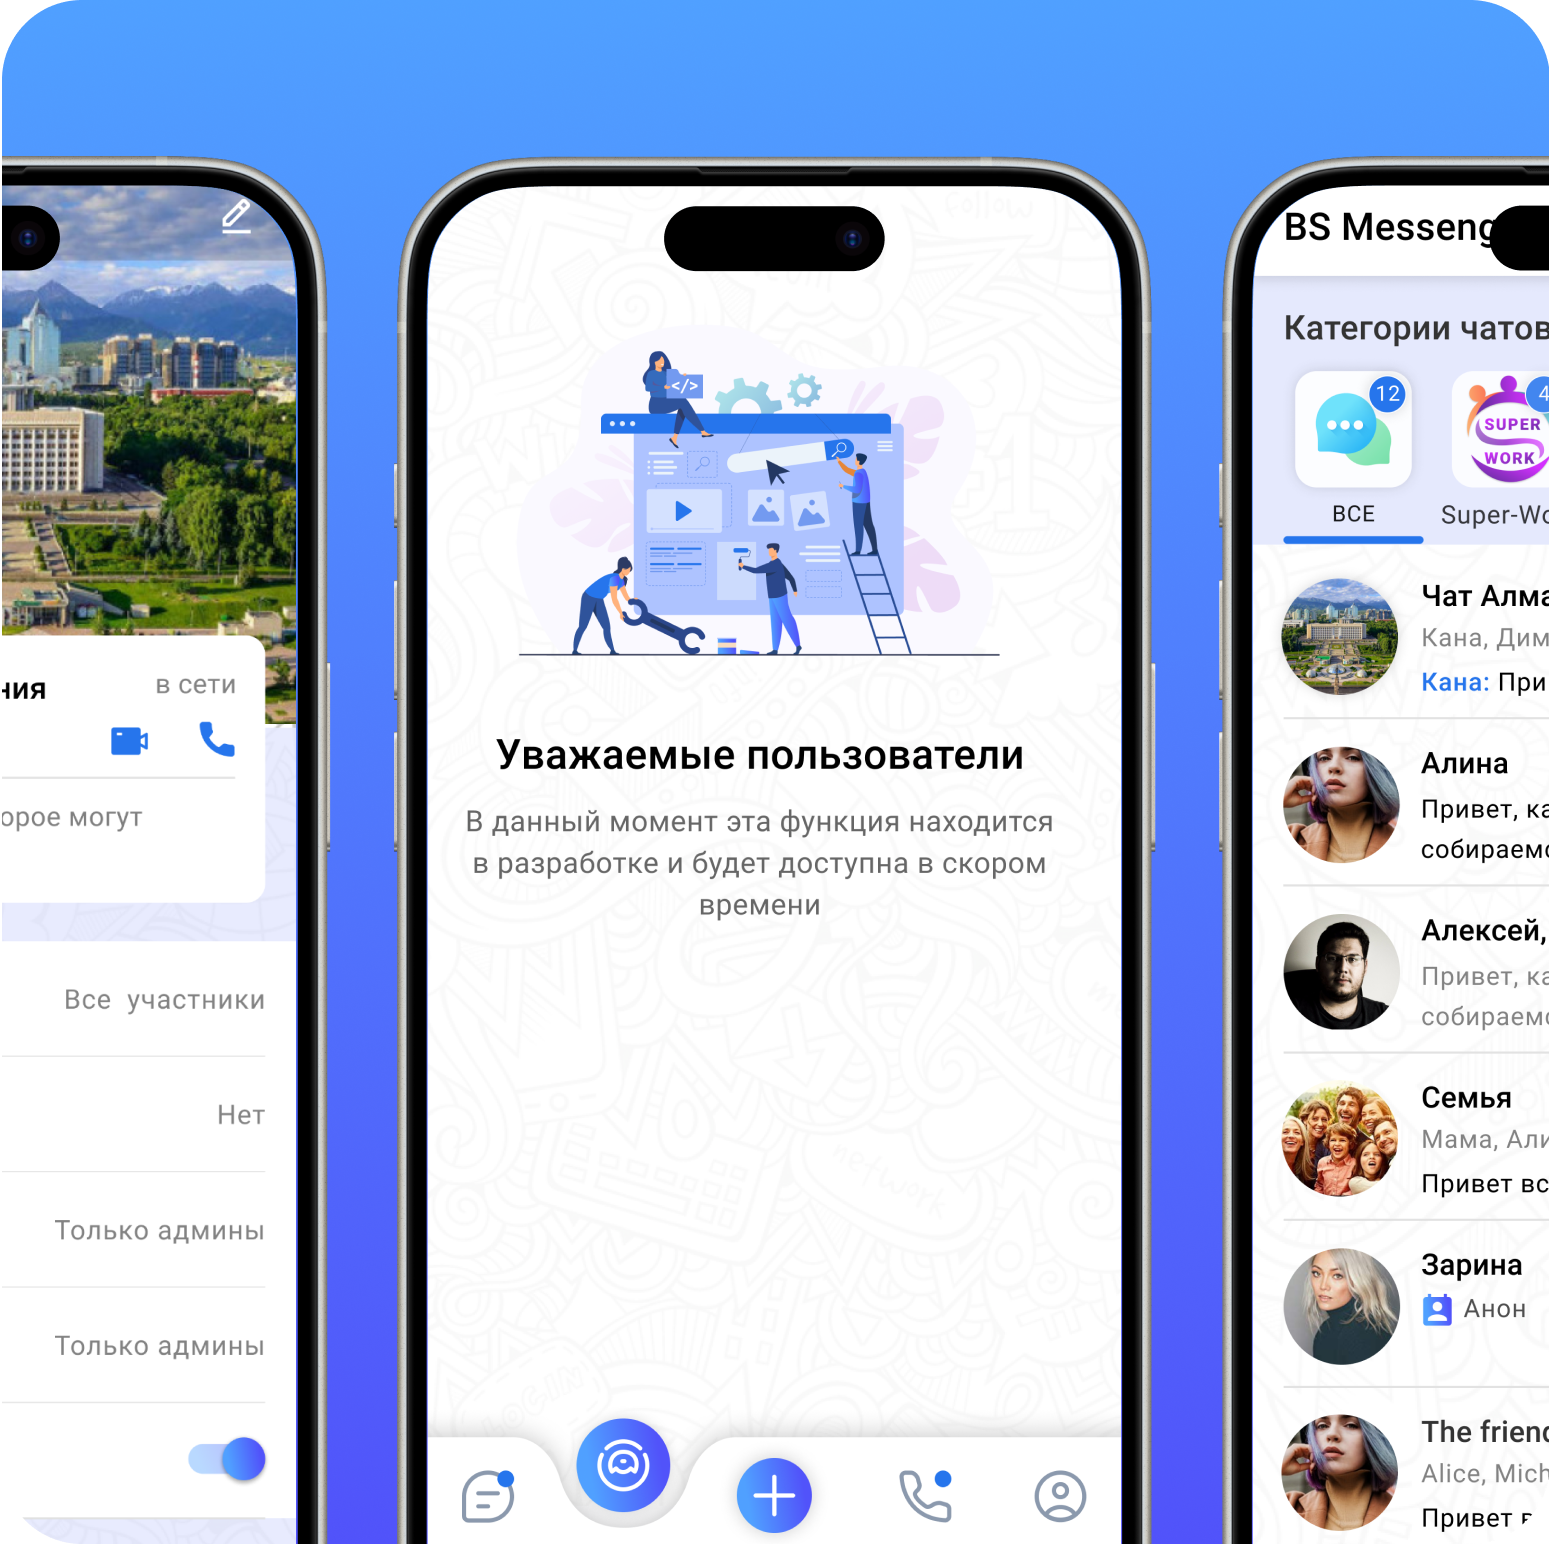 ния
в сети
орое могут
Все участники
Нет
Только админы
Только админы
</>
Уважаемые пользователи
В данный момент эта функция находится
в разработке и будет доступна в скором
времени
BS Messeng
Категории чатов
12
4
SUPER
WORK
ВСЕ
Super-Wo
Чат Алма
Кана, Дим
Кана: При
Алина
Привет, ка
собираемо
Алексей,
Привет, ка
собираемо
Семья
Мама, Али
Привет вс
Зарина
Анон
The friend
Alice, Mich
Привет